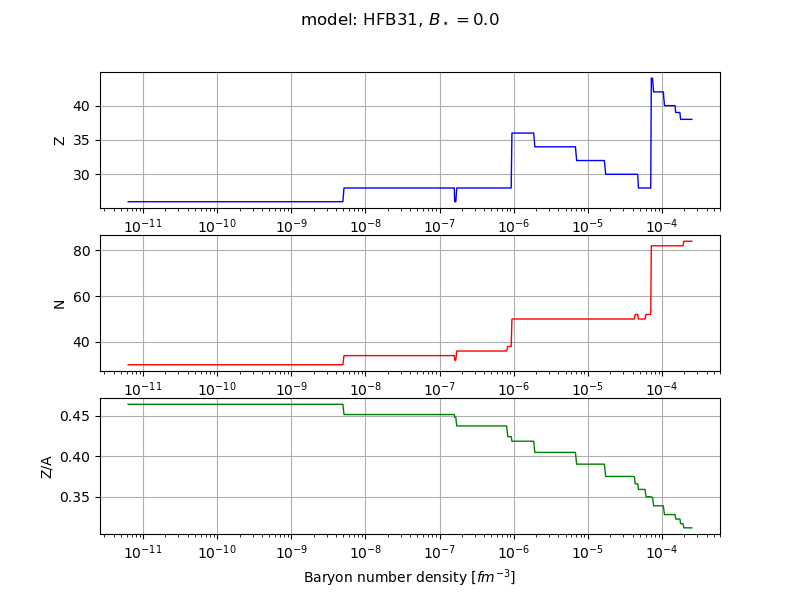 model: HFB31, $B_\star = 0.0$
40
35
30
Z
10⁻¹¹ 10⁻¹⁰ 10⁻⁹ 10⁻⁸ 10⁻⁷ 10⁻⁶ 10⁻⁵ 10⁻⁴
80
60
40
N
10⁻¹¹ 10⁻¹⁰ 10⁻⁹ 10⁻⁸ 10⁻⁷ 10⁻⁶ 10⁻⁵ 10⁻⁴
0.45
0.40
0.35
Z/A
10⁻¹¹ 10⁻¹⁰ 10⁻⁹ 10⁻⁸ 10⁻⁷ 10⁻⁶ 10⁻⁵ 10⁻⁴
Baryon number density [fm⁻³]